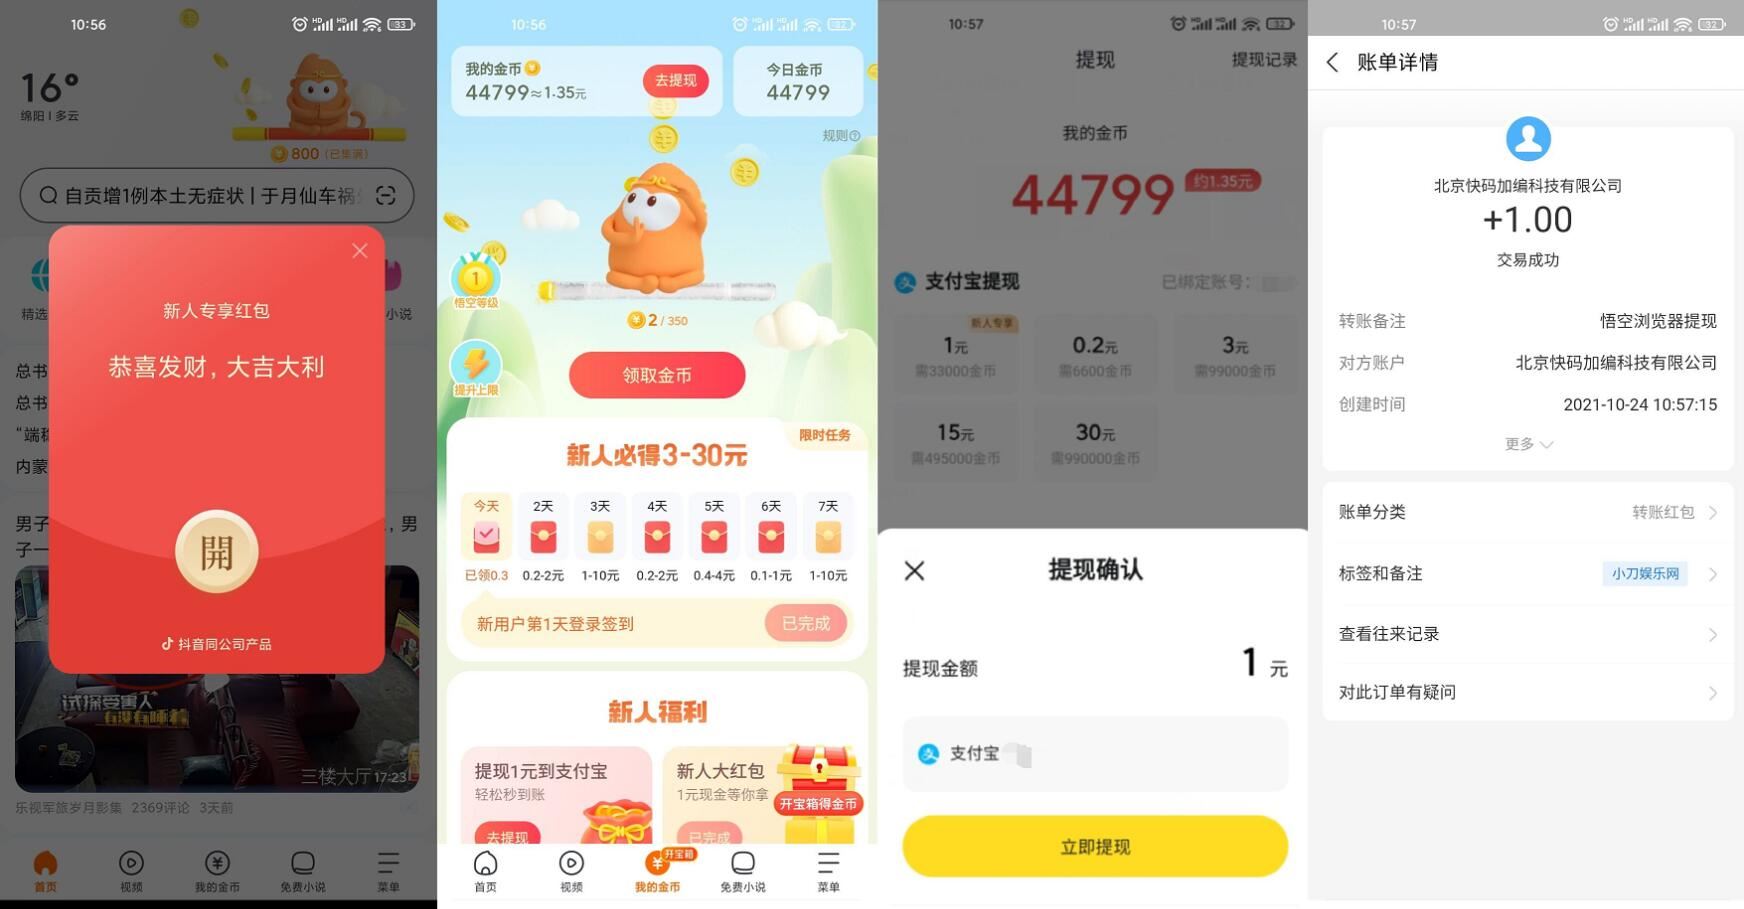 10:56
HD HD 33
16°
绵阳 | 多云
800 (已集满)
自贡增1例本土无症状 | 于月仙车祸
新人专享红包
恭喜发财，大吉大利
開
抖音同公司产品
精选
小说
总书
总书
“端
内蒙
男子
男
子一
试探受害人
有没有师哥
三楼大厅 17:23
乐视军旅岁月影集 2369评论 3天前
首页 视频 我的金币 免费小说 菜单
10:56
HD HD 32
我的金币
44799≈1.35元
去提现
今日金币
44799
规则
1
悟空等级
2 / 350
提升上限
领取金币
限时任务
新人必得3-30元
今天 2天 3天 4天 5天 6天 7天
已领0.3 0.2-2元 1-10元 0.2-2元 0.4-4元 0.1-1元 1-10元
新用户第1天登录签到
已完成
新人福利
提现1元到支付宝
轻松秒到账
去提现
新人大红包
1元现金等你拿
已完成
开宝箱得金币
开宝箱
首页 视频 我的金币 免费小说 菜单
10:57
HD HD 32
提现
提现记录
我的金币
44799
约1.35元
支付宝提现
已绑定账号：
新人专享
1元 0.2元 3元
需33000金币 需6600金币 需99000金币
15元 30元
需495000金币 需990000金币
提现确认
提现金额
1 元
支付宝
立即提现
10:57
HD HD 32
账单详情
北京快码加编科技有限公司
+1.00
交易成功
转账备注 悟空浏览器提现
对方账户 北京快码加编科技有限公司
创建时间 2021-10-24 10:57:15
更多
账单分类 转账红包
标签和备注 小刀娱乐网
查看往来记录
对此订单有疑问